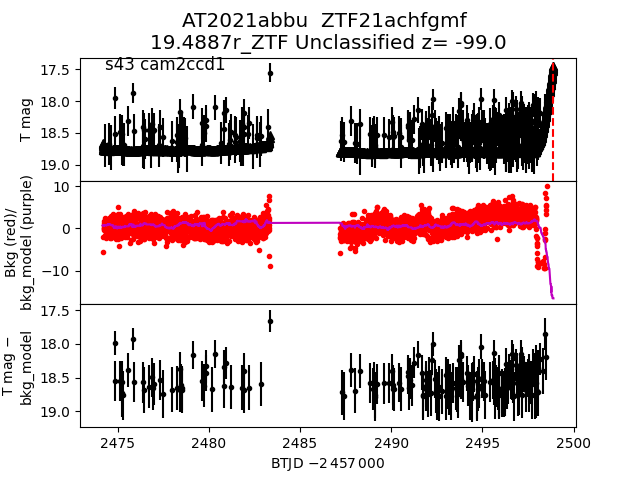 AT2021abbu  ZTF21achfgmf
19.4887r_ZTF Unclassified z= -99.0
s43 cam2ccd1
T mag
17.5
18.0
18.5
19.0
Bkg (red)/
bkg_model (purple)
10
0
−10
T mag −
bkg_model
17.5
18.0
18.5
19.0
2475 2480 2485 2490 2495 2500
BTJD −2 457 000